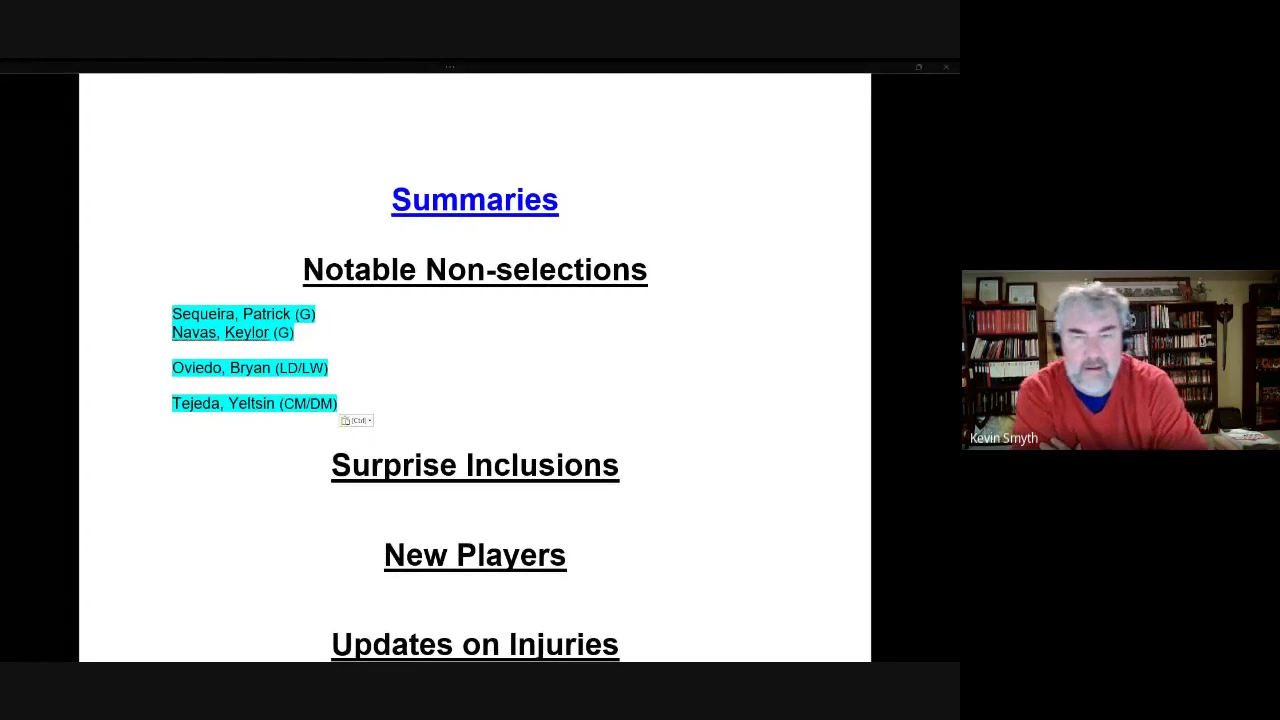 Summaries
Notable Non-selections
Sequeira, Patrick (G)
Navas, Keylor (G)
Oviedo, Bryan (LD/LW)
Tejeda, Yeltsin (CM/DM)
(Ctrl)
Surprise Inclusions
New Players
Updates on Injuries
Kevin Smyth